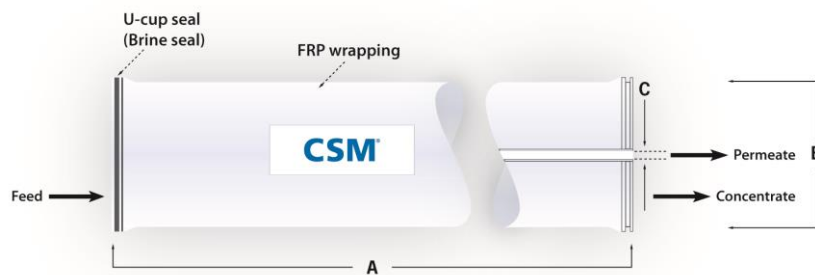 U-cup seal
(Brine seal)
FRP wrapping
C
CSM®
Permeate
B
Feed
Concentrate
A